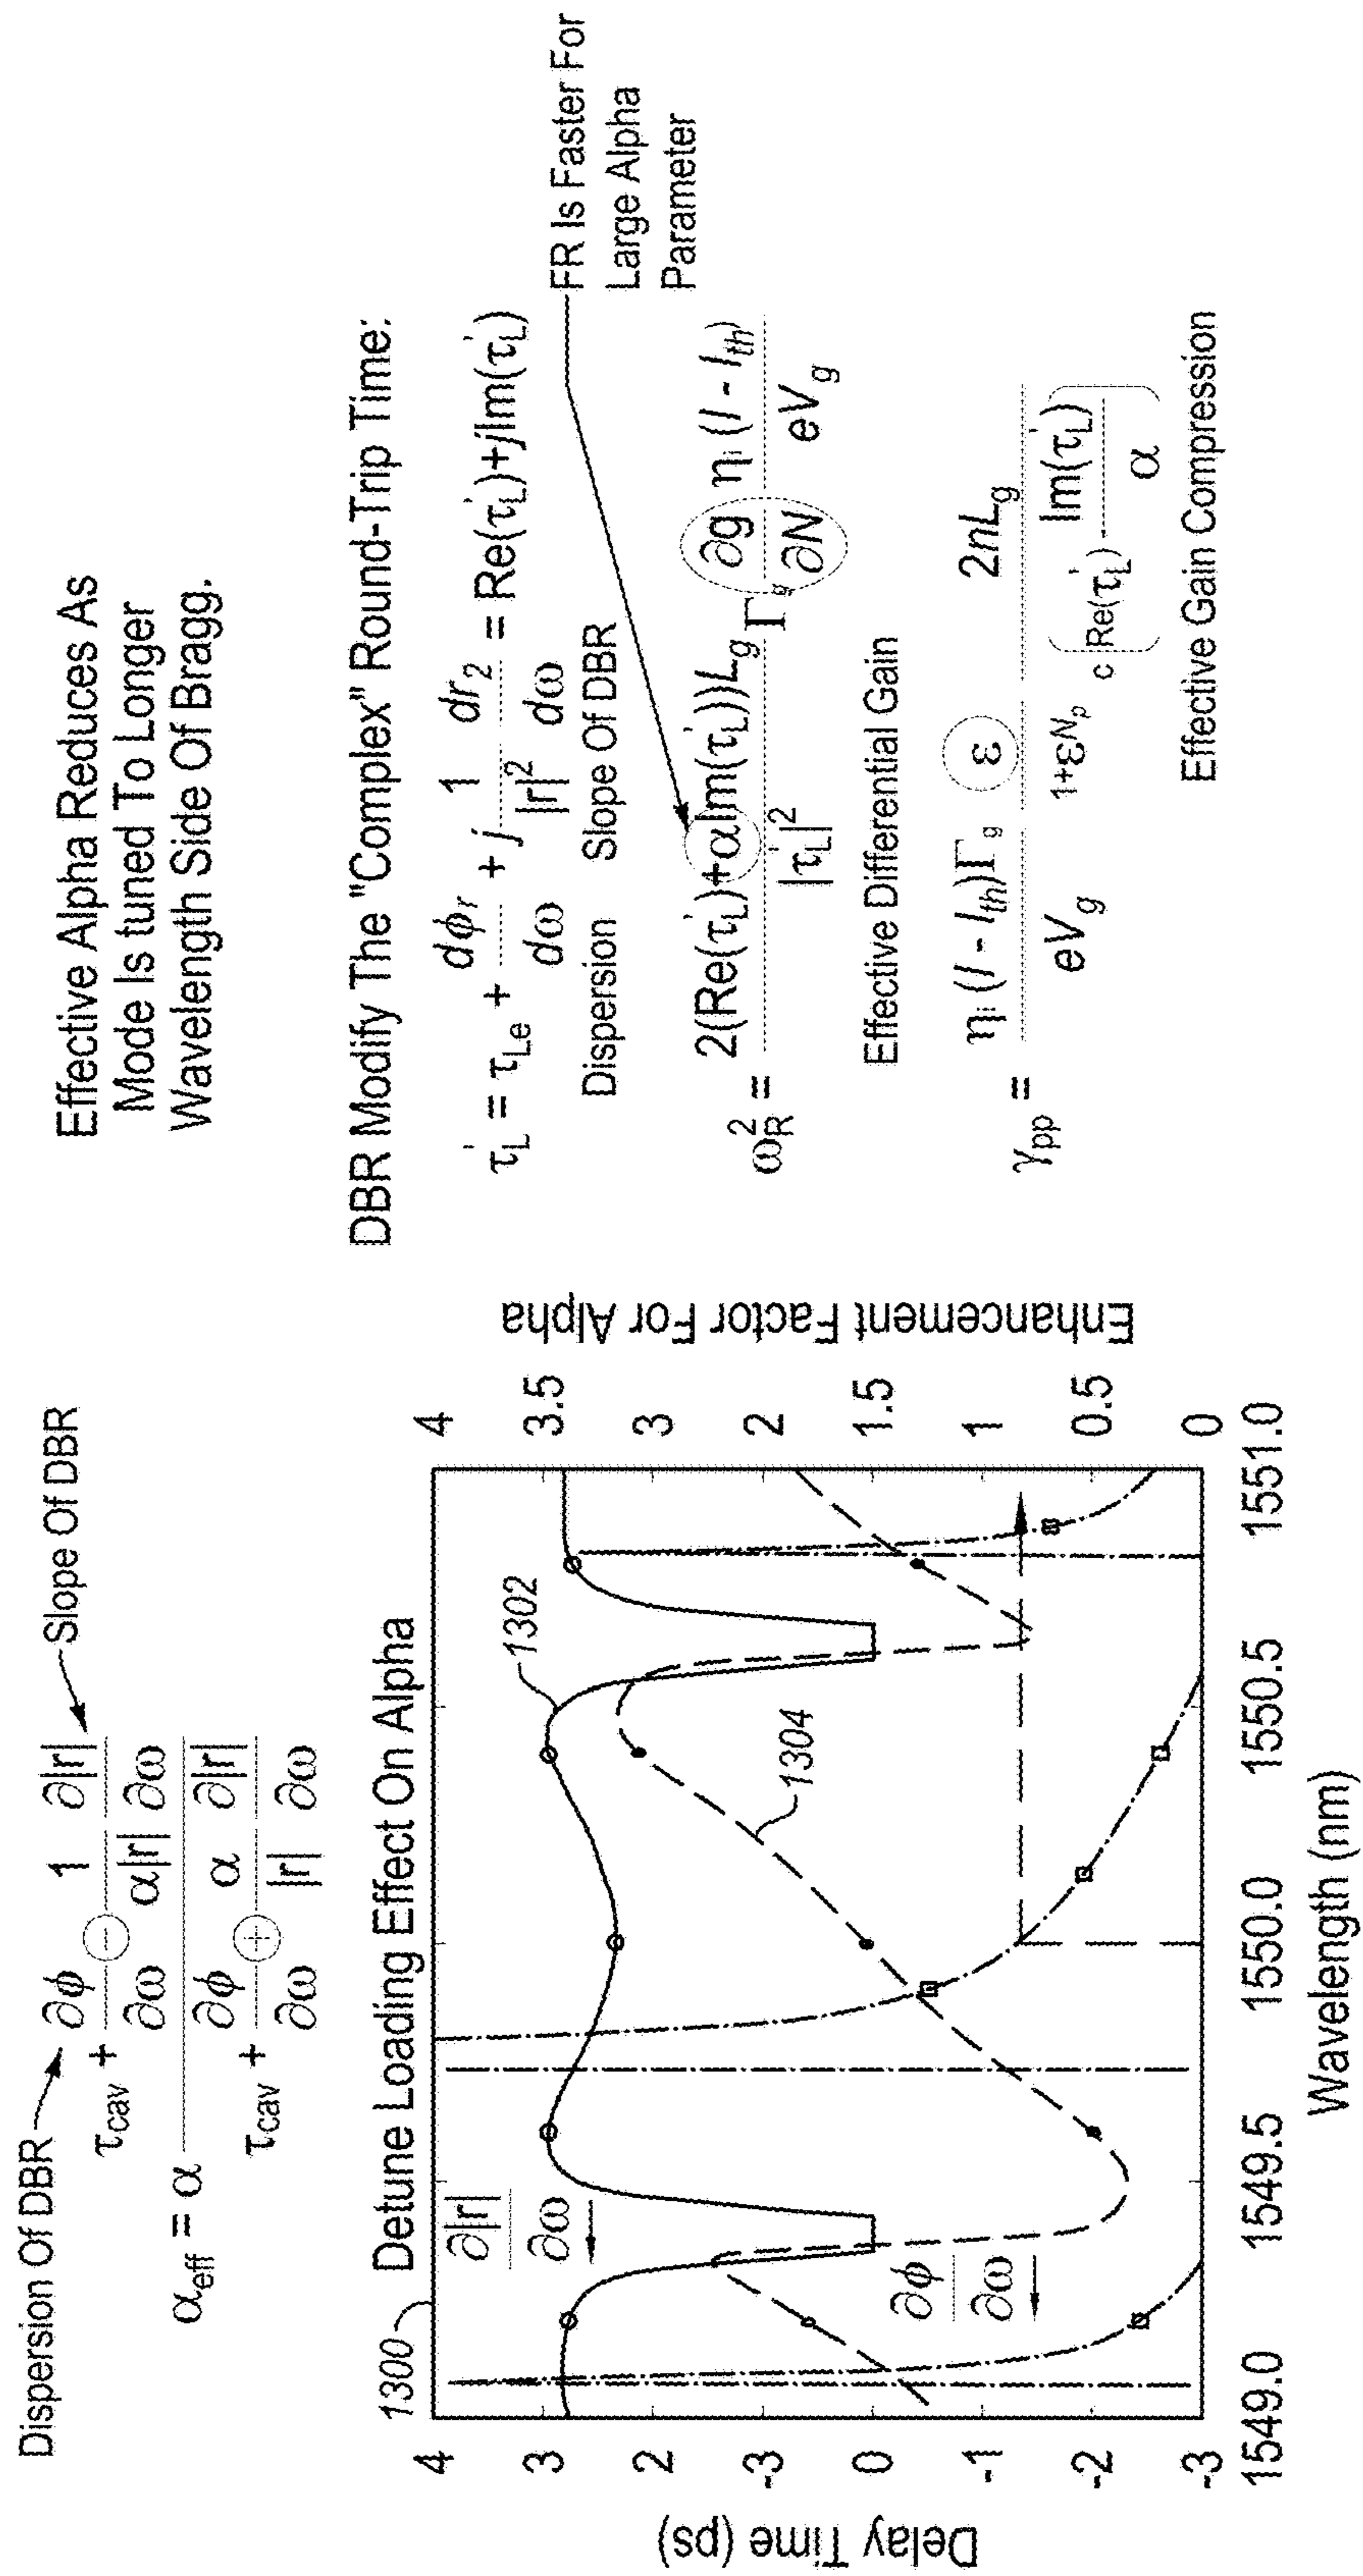 Dispersion Of DBR
Slope Of DBR
α_eff = α (τ_cav + ∂ϕ/∂ω ⊖ 1/(α|r|) ∂|r|/∂ω) / (τ_cav + ∂ϕ/∂ω ⊕ α/|r| ∂|r|/∂ω)
1300
Detune Loading Effect On Alpha
∂|r|/∂ω
∂ϕ/∂ω
1302
1304
4
3
2
-3
0
-1
-2
-3
Delay Time (ps)
4
3.5
3
2
1.5
1
0.5
0
Enhancement Factor For Alpha
1549.0
1549.5
1550.0
1550.5
1551.0
Wavelength (nm)
Effective Alpha Reduces As
Mode Is tuned To Longer
Wavelength Side Of Bragg.
DBR Modify The "Complex" Round-Trip Time:
τ'_L = τ_Le + dϕ_r/dω + j 1/|r|² dr_2/dω = Re(τ'_L)+jIm(τ'_L)
Dispersion
Slope Of DBR
FR Is Faster For
Large Alpha
Parameter
ω_R² = 2(Re(τ'_L)+αIm(τ'_L))L_g/|τ'_L|² Γ_g ∂g/∂N η_i (I - I_th)/eV_g
Effective Differential Gain
γ_pp = η_i (I - I_th)Γ_g/eV_g ε/1+εN_p 2nL_g/c(Re(τ'_L) Im(τ'_L)/α)
Effective Gain Compression